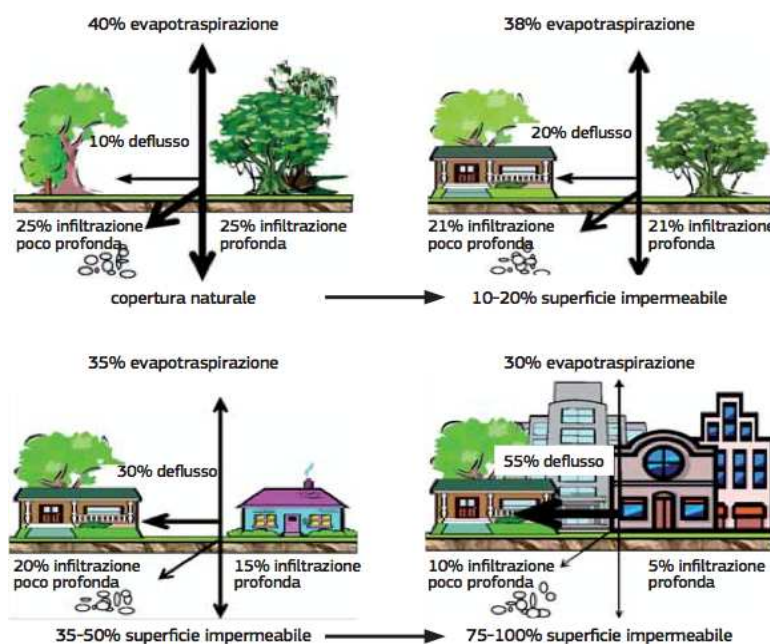 40% evapotraspirazione
10% deflusso
25% infiltrazione
poco profonda
25% infiltrazione
profonda
copertura naturale
38% evapotraspirazione
20% deflusso
21% infiltrazione
poco profonda
21% infiltrazione
profonda
10-20% superficie impermeabile
35% evapotraspirazione
30% deflusso
20% infiltrazione
poco profonda
15% infiltrazione
profonda
35-50% superficie impermeabile
30% evapotraspirazione
55% deflusso
10% infiltrazione
poco profonda
5% infiltrazione
profonda
75-100% superficie impermeabile